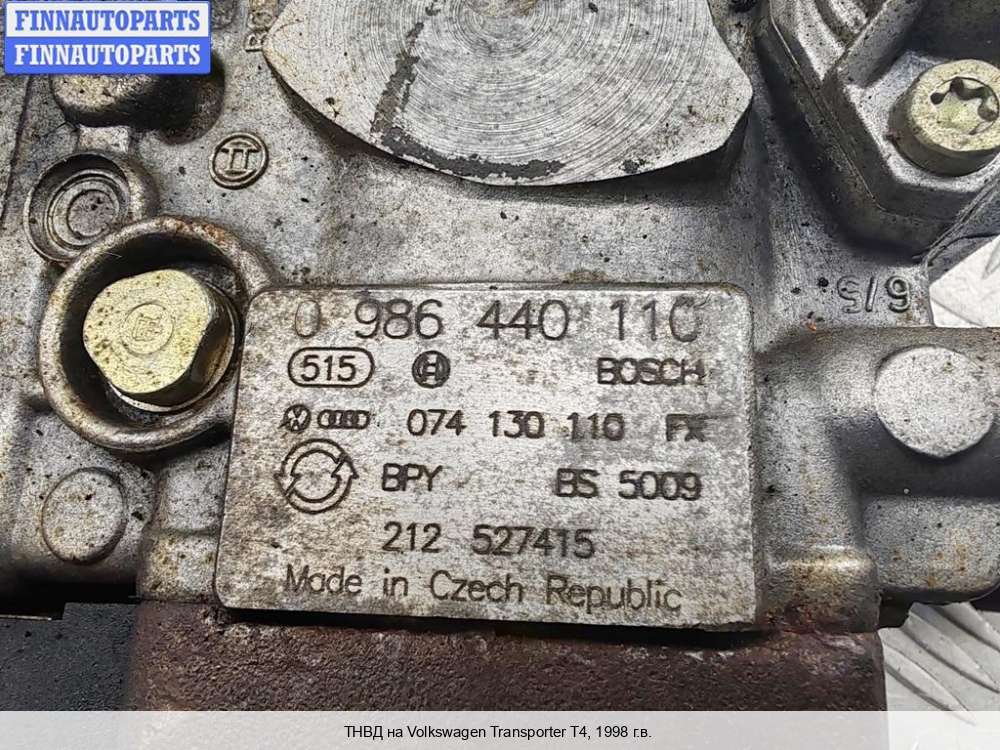 FINNAUTOPARTS
FINNAUTOPARTS
0 986 440 110
515 BOSCH
074 130 110 FX
BPY BS 5009
212 527415
Made in Czech Republic
6/5
ТНВД на Volkswagen Transporter T4, 1998 г.в.